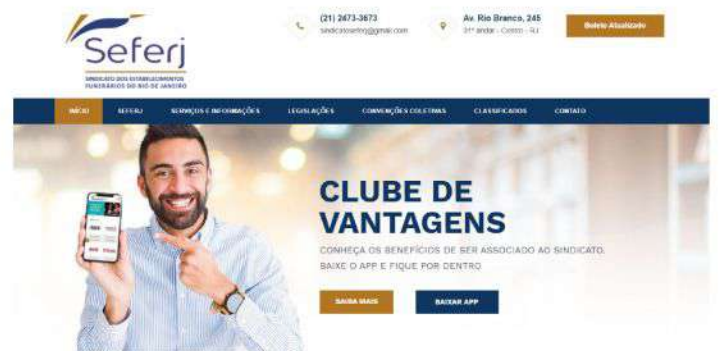 Seferj
SINDICATO DOS ESTABELECIMENTOS
FUNERÁRIOS DO RIO DE JANEIRO
(21) 2473-3673
sindicatoseferj@gmail.com
Av. Rio Branco, 245
31º andar - Centro - RJ
Boleto Atualizado
INÍCIO
SEFERJ
SERVIÇOS E INFORMAÇÕES
LEGISLAÇÕES
CONVENÇÕES COLETIVAS
CLASSIFICADOS
CONTATO
CLUBE DE
VANTAGENS
CONHEÇA OS BENEFÍCIOS DE SER ASSOCIADO AO SINDICATO.
BAIXE O APP E FIQUE POR DENTRO
SAIBA MAIS
BAIXAR APP